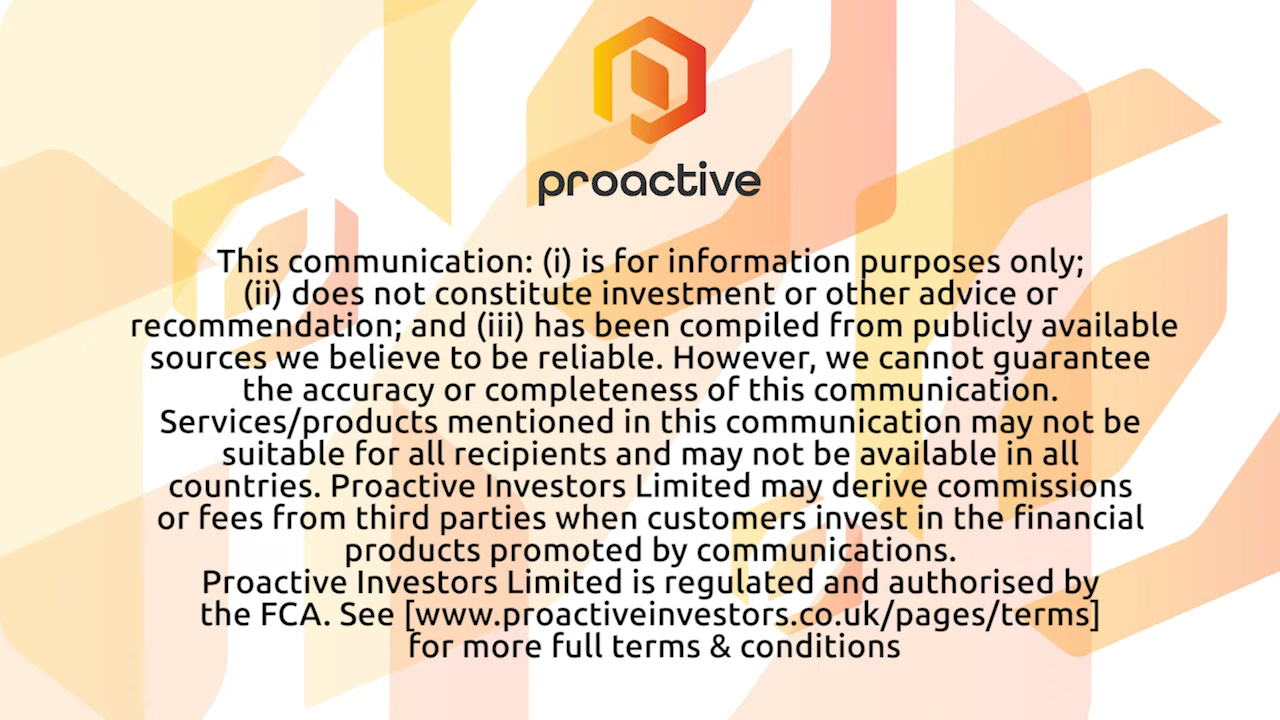 proactive
This communication: (i) is for information purposes only;
(ii) does not constitute investment or other advice or
recommendation; and (iii) has been compiled from publicly available
sources we believe to be reliable. However, we cannot guarantee
the accuracy or completeness of this communication.
Services/products mentioned in this communication may not be
suitable for all recipients and may not be available in all
countries. Proactive Investors Limited may derive commissions
or fees from third parties when customers invest in the financial
products promoted by communications.
Proactive Investors Limited is regulated and authorised by
the FCA. See [www.proactiveinvestors.co.uk/pages/terms]
for more full terms & conditions